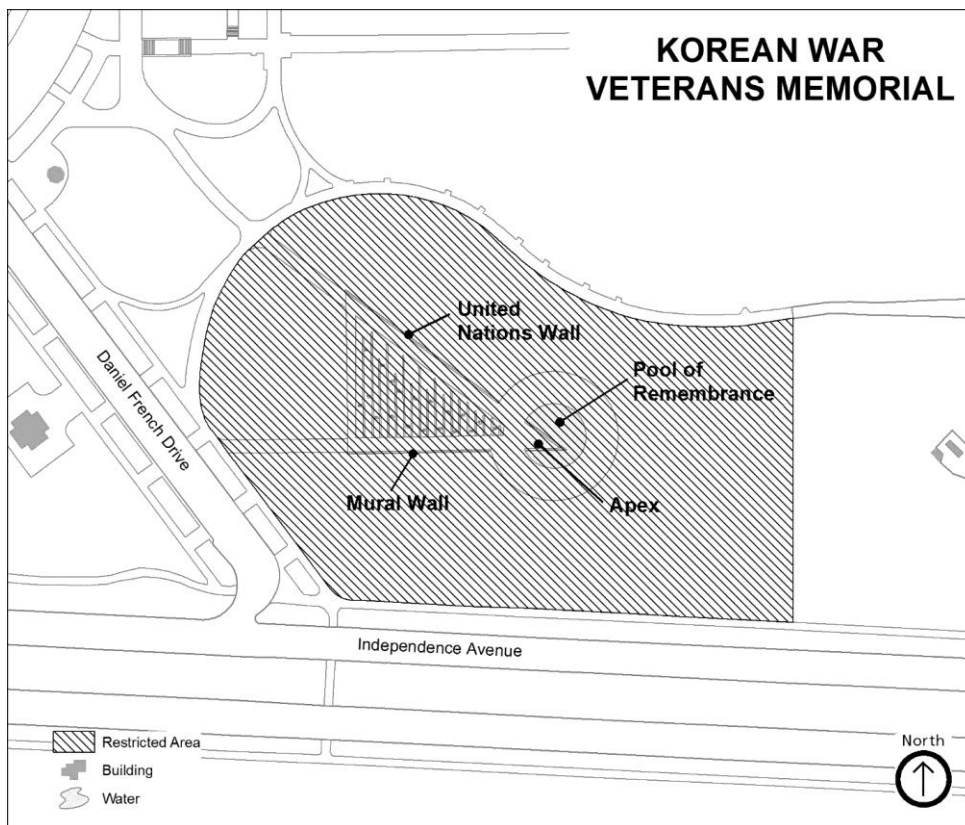 KOREAN WAR
VETERANS MEMORIAL
United
Nations Wall
Pool of
Remembrance
Daniel French Drive
Mural Wall
Apex
Independence Avenue
Restricted Area
Building
Water
North